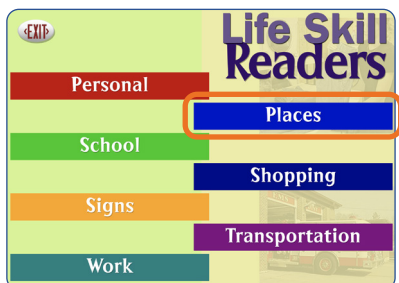 EXIT
Life Skill
Readers
Personal
Places
School
Shopping
Signs
Transportation
Work